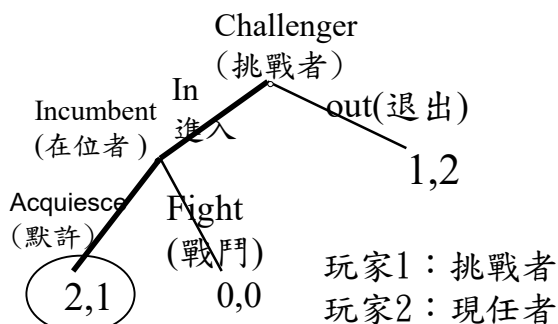 Challenger
（挑戰者）
In
進入
out(退出)
Incumbent
(在位者 )
1,2
Acquiesce
（默許）
Fight
(戰鬥)
2,1
0,0
玩家1：挑戰者
玩家2：現任者